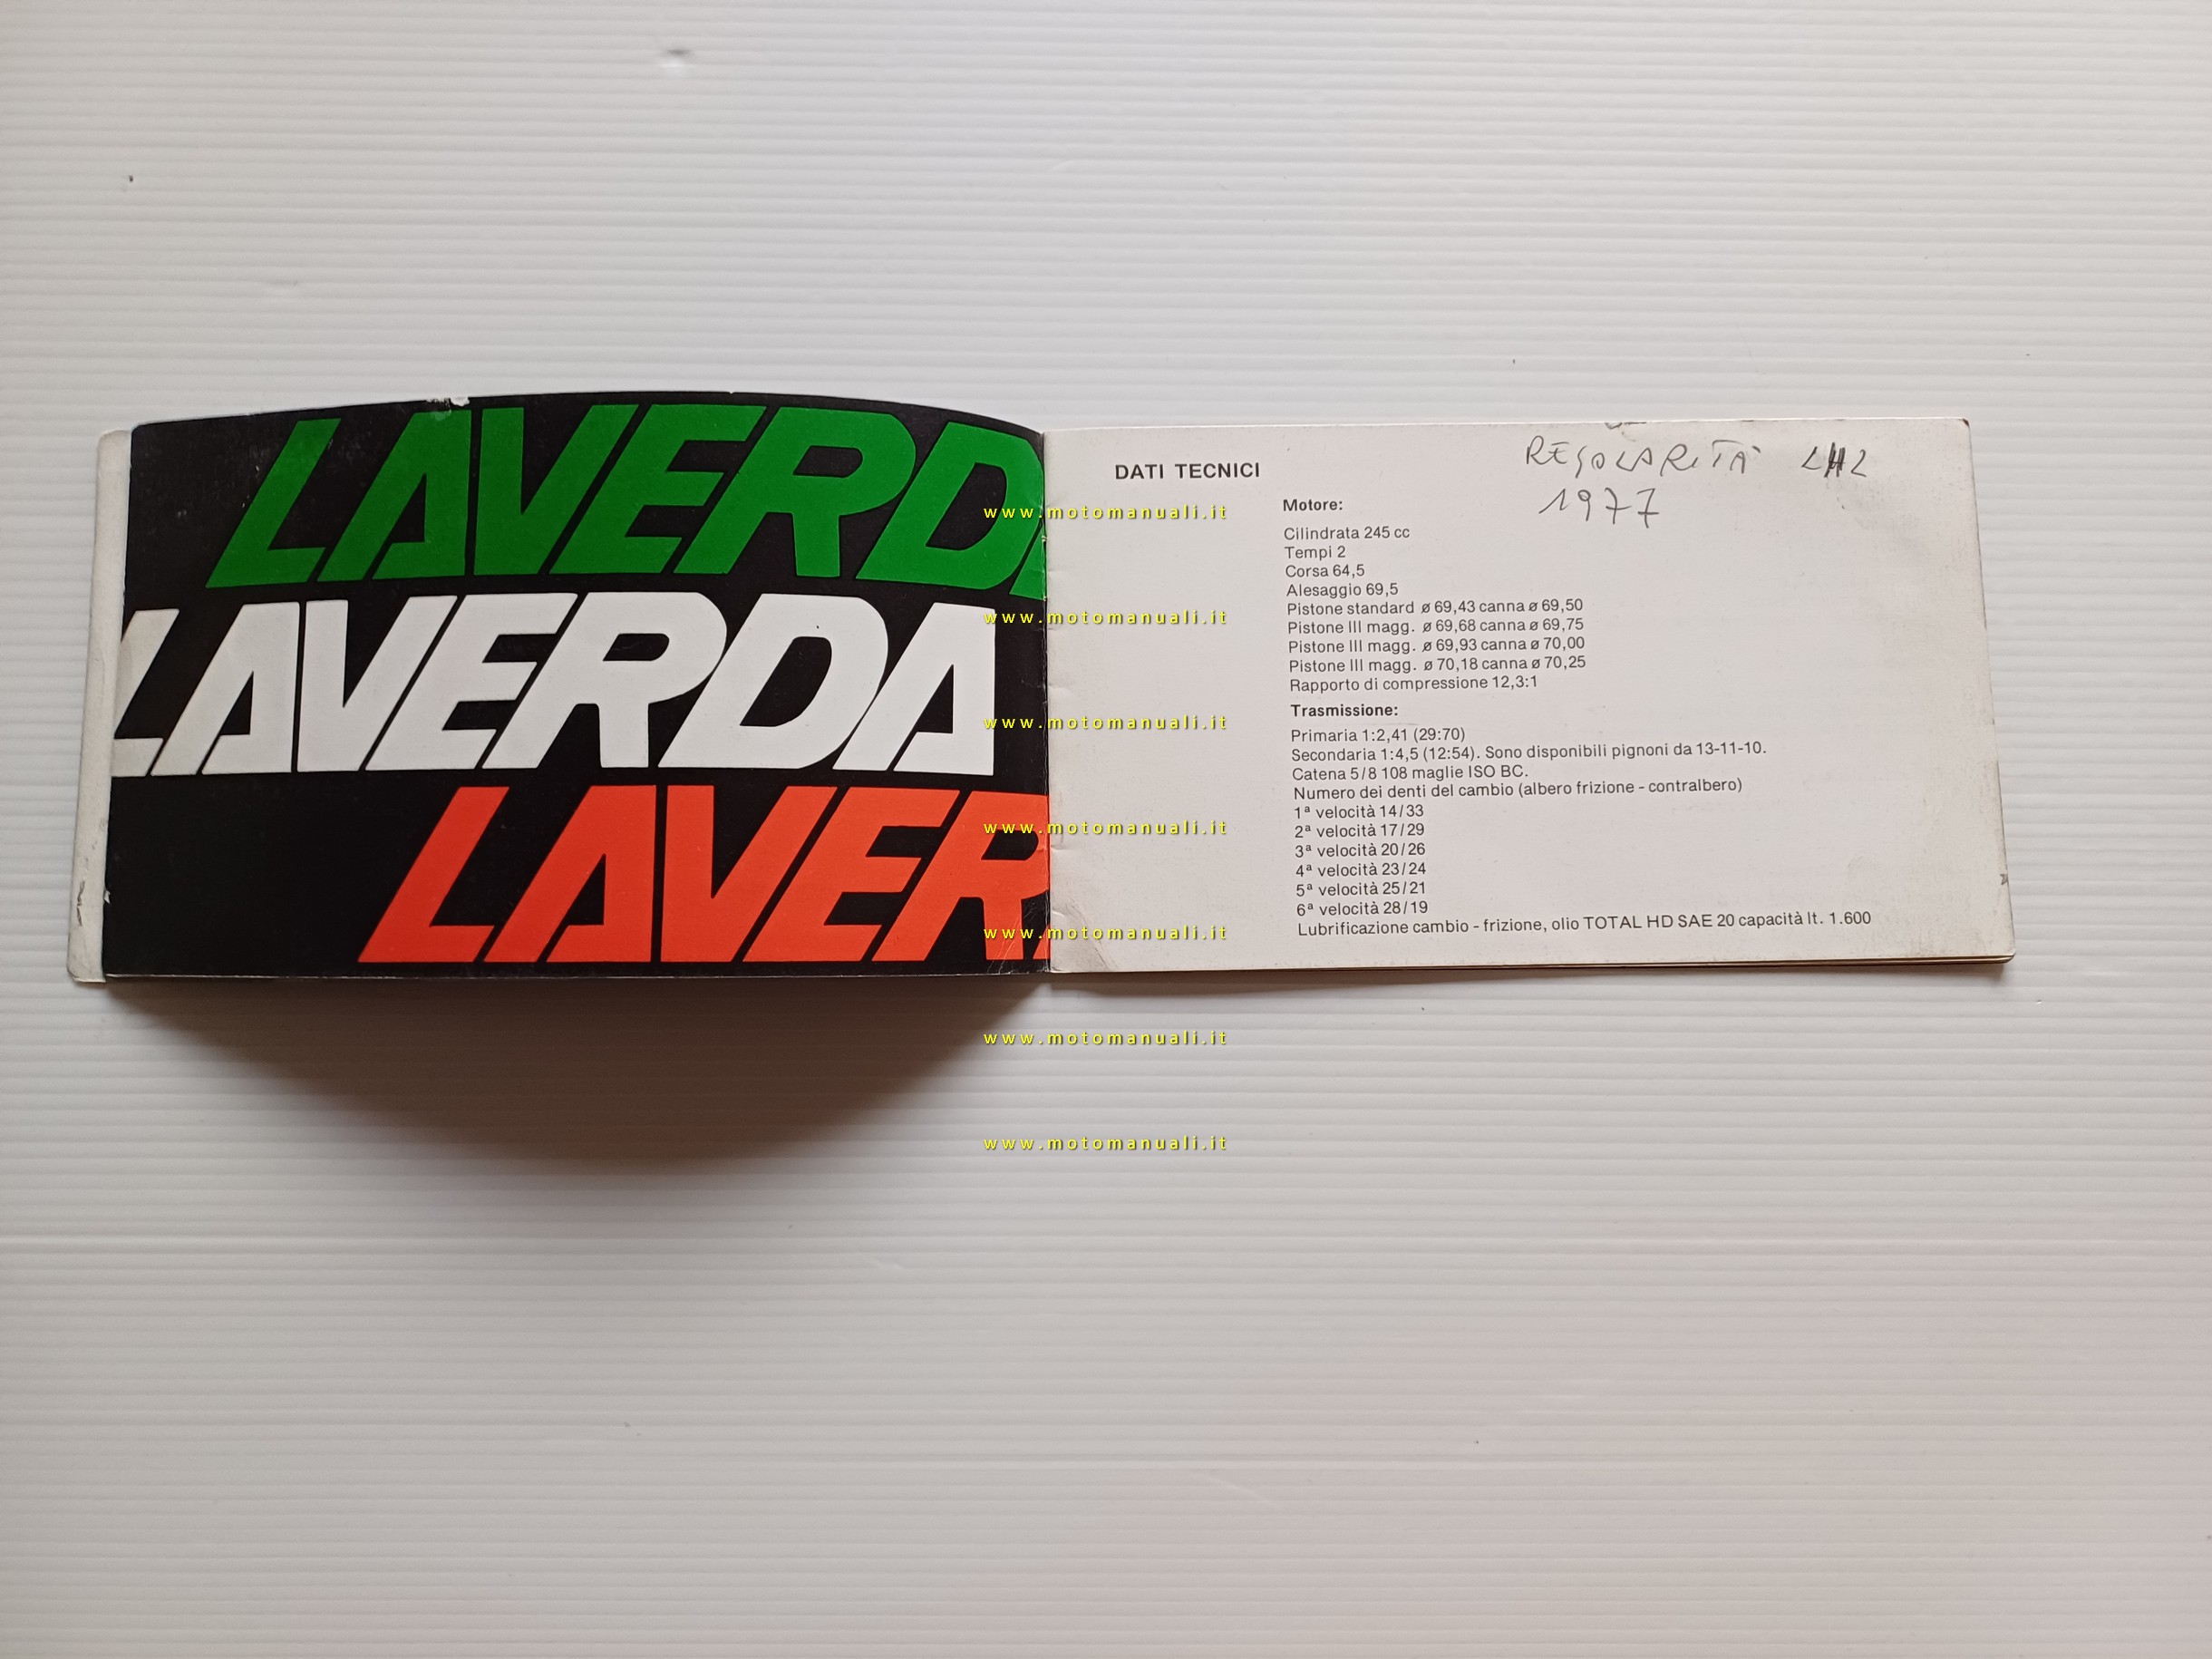 LAVERD
LAVERDA
LAVER
DATI TECNICI
REGOLARITÀ LH2
1977
Motore:
Cilindrata 245 cc
Tempi 2
Corsa 64,5
Alesaggio 69,5
Pistone standard ø 69,43 canna ø 69,50
Pistone III magg. ø 69,68 canna ø 69,75
Pistone III magg. ø 69,93 canna ø 70,00
Pistone III magg. ø 70,18 canna ø 70,25
Rapporto di compressione 12,3:1
Trasmissione:
Primaria 1:2,41 (29:70)
Secondaria 1:4,5 (12:54). Sono disponibili pignoni da 13-11-10.
Catena 5/8 108 maglie ISO BC.
Numero dei denti del cambio (albero frizione - contralbero)
1ª velocità 14/33
2ª velocità 17/29
3ª velocità 20/26
4ª velocità 23/24
5ª velocità 25/21
6ª velocità 28/19
Lubrificazione cambio - frizione, olio TOTAL HD SAE 20 capacità lt. 1.600
www.motomanuali.it
www.motomanuali.it
www.motomanuali.it
www.motomanuali.it
www.motomanuali.it
www.motomanuali.it
www.motomanuali.it